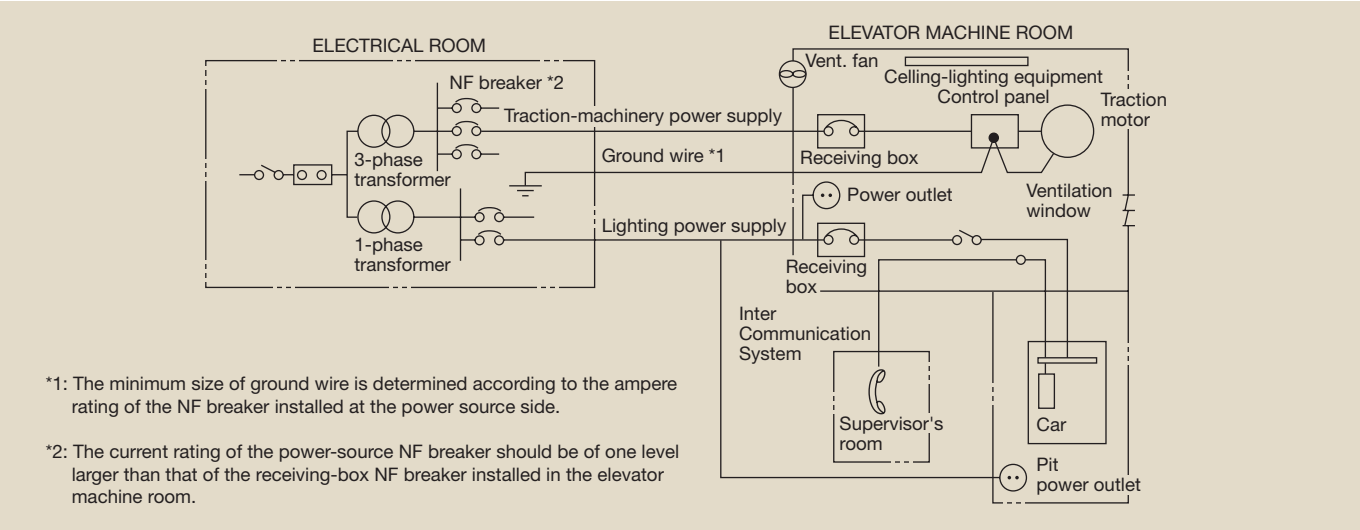 ELECTRICAL ROOM
NF breaker *2
3-phase
transformer
1-phase
transformer
Traction-machinery power supply
Ground wire *1
Lighting power supply
ELEVATOR MACHINE ROOM
Vent. fan
Celling-lighting equipment
Control panel
Traction
motor
Receiving box
Power outlet
Ventilation
window
Receiving
box
Inter
Communication
System
Supervisor's
room
Car
Pit
power outlet
*1: The minimum size of ground wire is determined according to the ampere
rating of the NF breaker installed at the power source side.
*2: The current rating of the power-source NF breaker should be of one level
larger than that of the receiving-box NF breaker installed in the elevator
machine room.